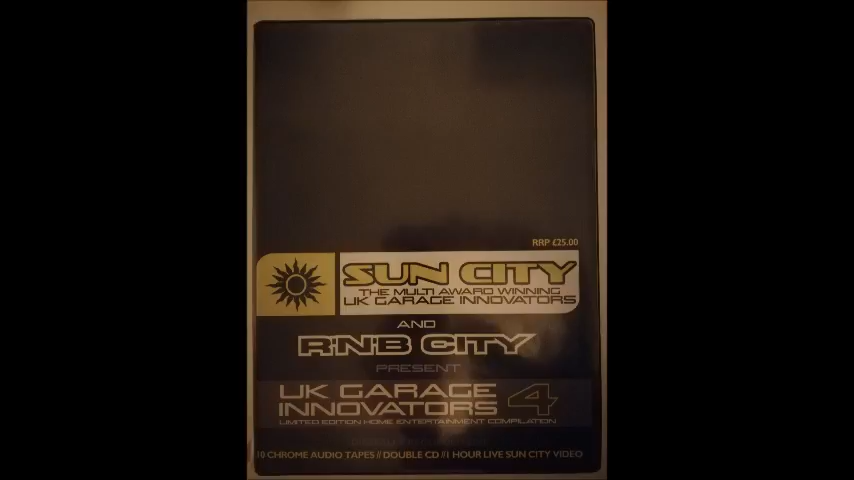 RRP £25.00
SUN CITY
THE MULTI AWARD WINNING
UK GARAGE INNOVATORS
AND
R'N'B CITY
PRESENT
UK GARAGE
INNOVATORS 4
LIMITED EDITION HOME ENTERTAINMENT COMPILATION
10 CHROME AUDIO TAPES // DOUBLE CD // 1 HOUR LIVE SUN CITY VIDEO